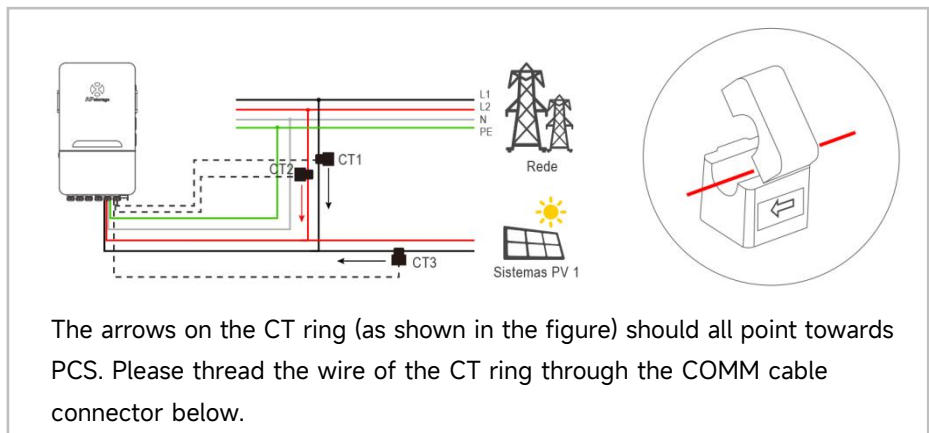 APstorage
L1
L2
N
PE
CT1
CT2
CT3
Rede
Sistemas PV 1
The arrows on the CT ring (as shown in the figure) should all point towards
PCS. Please thread the wire of the CT ring through the COMM cable
connector below.